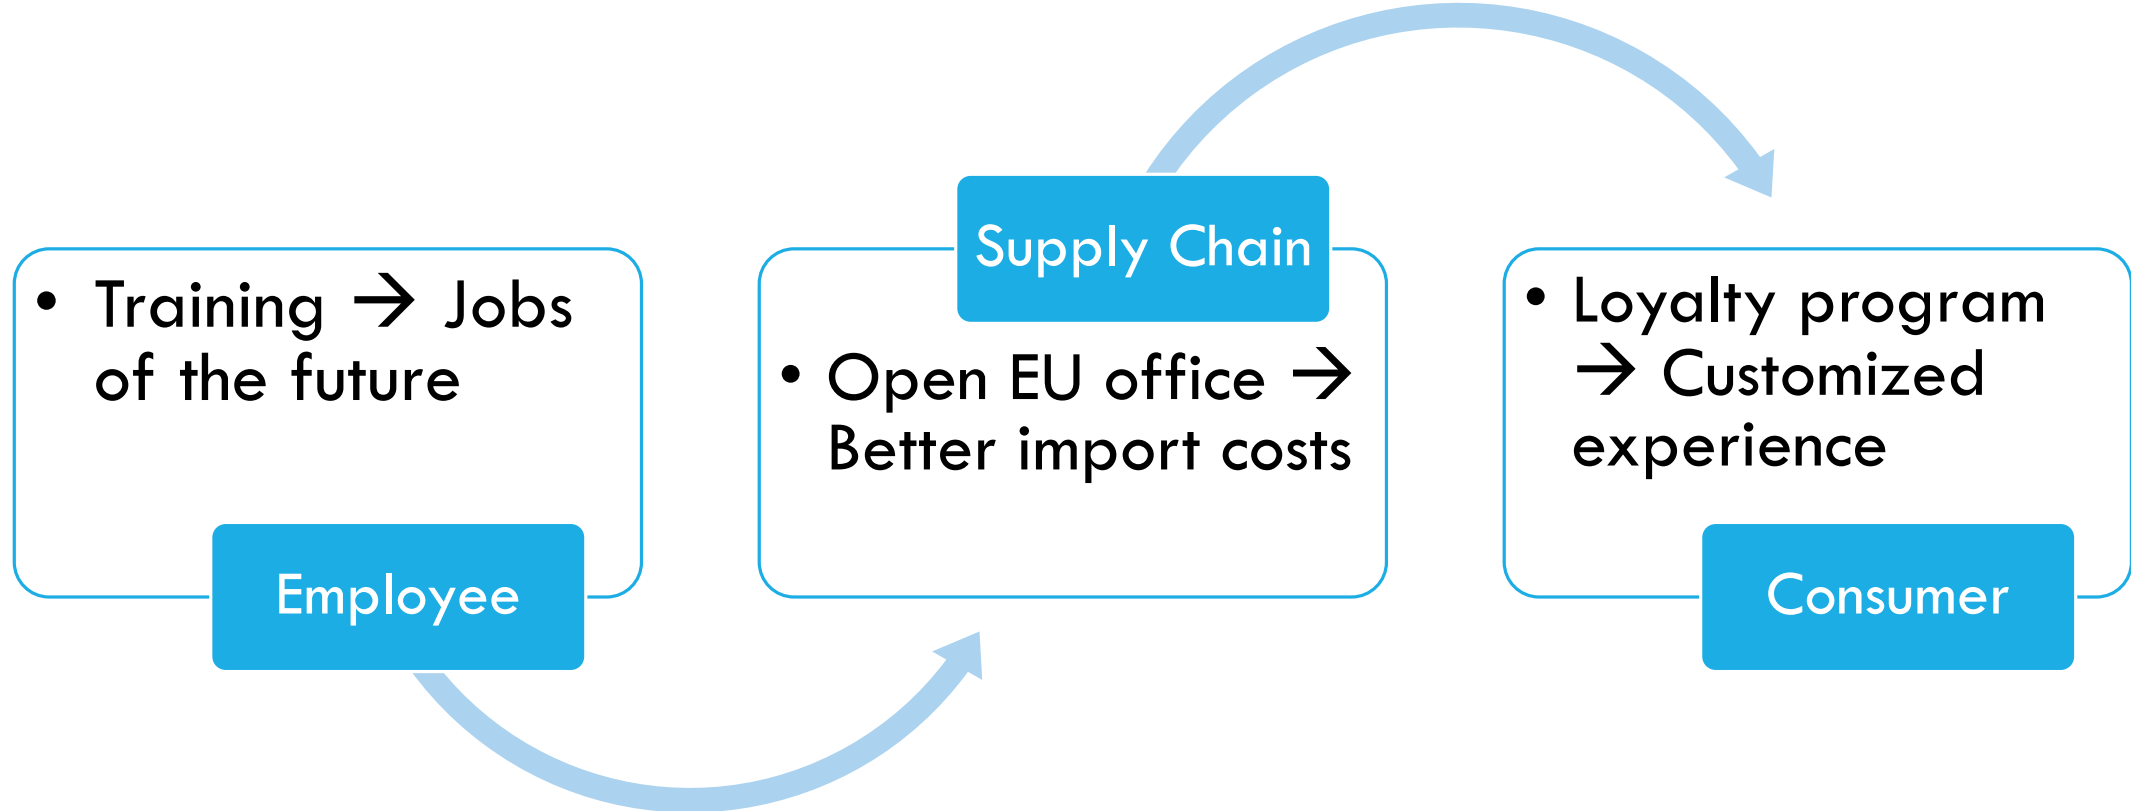 • Training → Jobs
of the future
Employee
Supply Chain
• Open EU office →
Better import costs
• Loyalty program
→ Customized
experience
Consumer